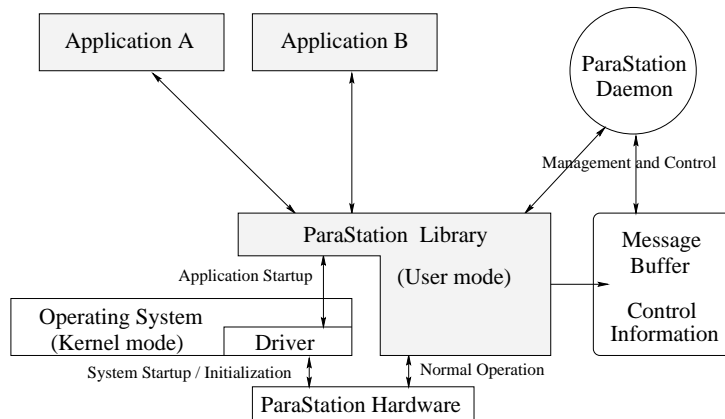 Application A
Application B
ParaStation
Daemon
Management and Control
ParaStation Library
(User mode)
Message
Buffer
Control
Information
Application Startup
Operating System
(Kernel mode)
Driver
System Startup / Initialization
Normal Operation
ParaStation Hardware